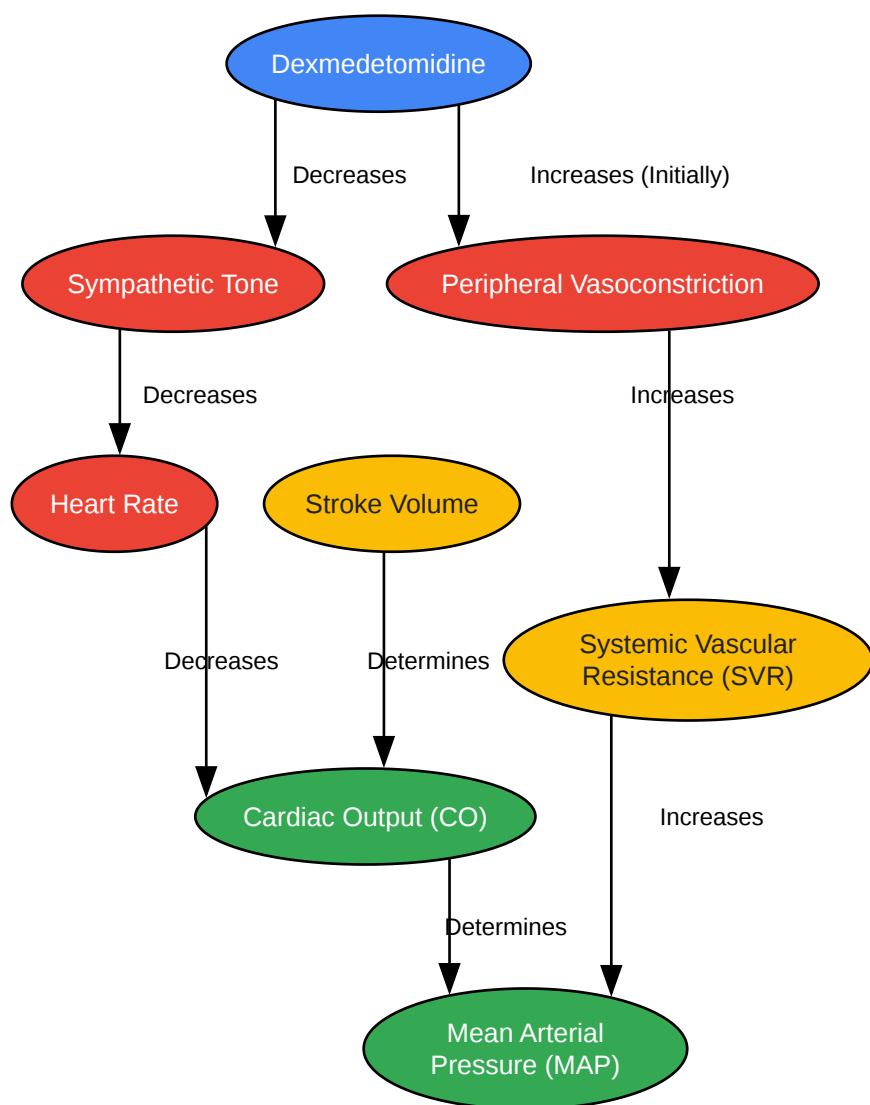 Dexmedetomidine
Decreases
Increases (Initially)
Sympathetic Tone
Peripheral Vasoconstriction
Decreases
Increases
Heart Rate
Stroke Volume
Systemic Vascular
Resistance (SVR)
Decreases
Determines
Cardiac Output (CO)
Increases
Determines
Mean Arterial
Pressure (MAP)